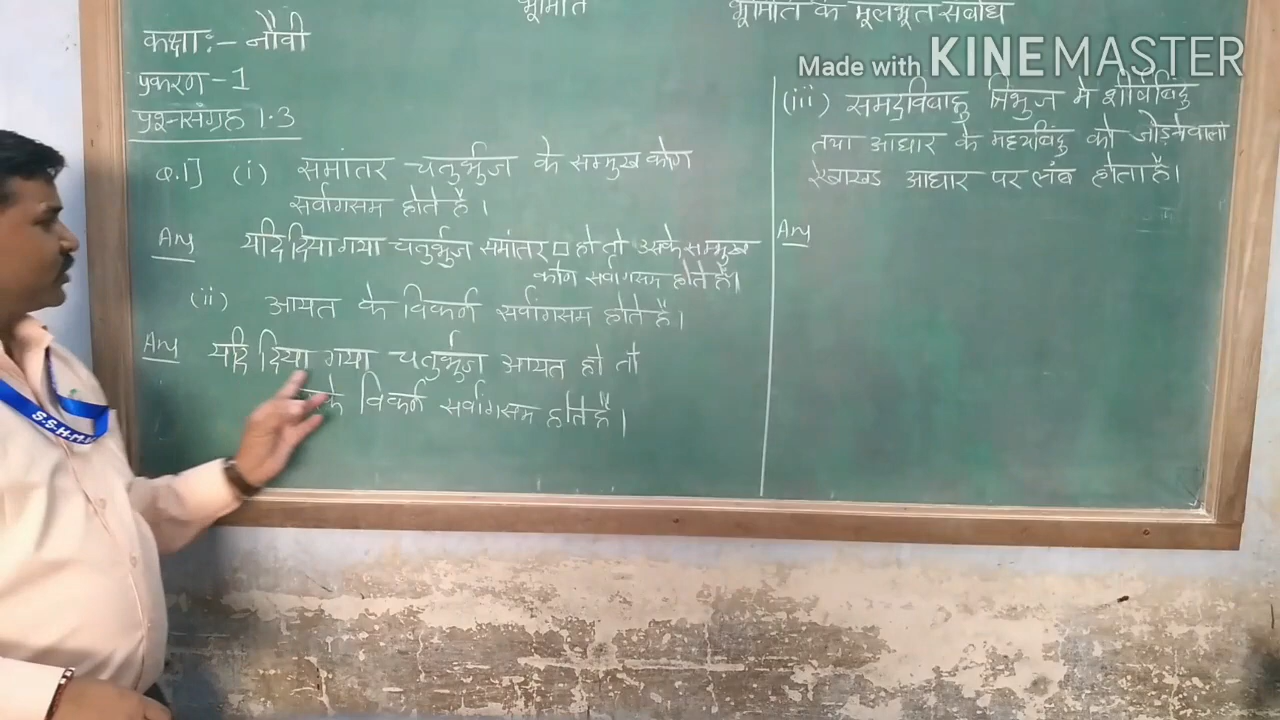 भूमिति
भूमिति के मूलभूत संबोध
Made with KINEMASTER
कक्षा:- नौवी
प्रकरण-1
प्रश्नसंग्रह 1.3
Q.1] (i) समांतर चतुर्भुज के सम्मुख कोण
सर्वांगसम होते है।
Ans यदि दिया गया चतुर्भुज समांतर □ हो तो उसके सम्मुख
कोण सर्वांगसम होते हैं।
(ii) आयत के विकर्ण सर्वांगसम होते है।
Ans यदि दिया गया चतुर्भुज आयत हो तो
विकर्ण सर्वांगसम होते हैं।
(iii) समद्विबाहु त्रिभुज मे शीर्षबिंदु
तथा आधार के मध्यबिंदु को जोड़नेवाला
रेखाखंड आधार पर लंब होता है।
Ans
S.S.H.M.V